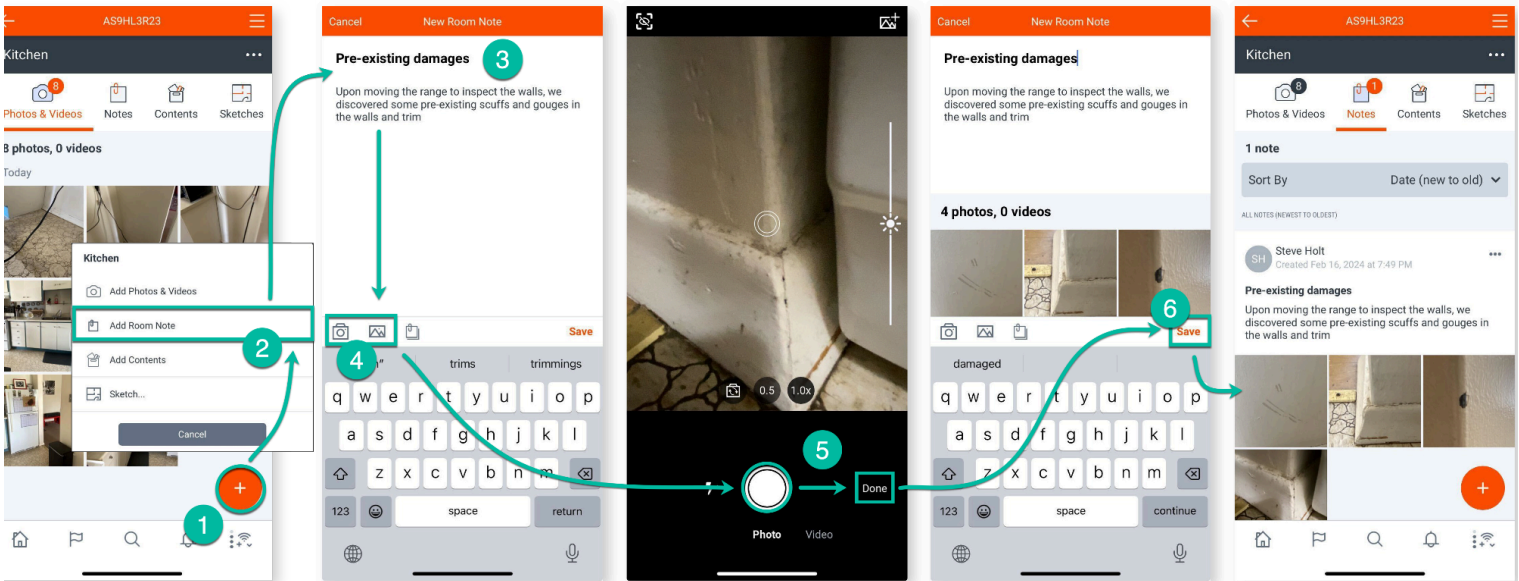 AS9HL3R23
Kitchen
8
Photos & Videos
Notes
Contents
Sketches
8 photos, 0 videos
Today
Kitchen
Add Photos & Videos
Add Room Note
2
Add Contents
Sketch...
Cancel
+
1
Cancel
New Room Note
Pre-existing damages
3
Upon moving the range to inspect the walls, we
discovered some pre-existing scuffs and gouges in
the walls and trim
Save
4
trims
trimmings
q w e r t y u i o p
a s d f g h j k l
z x c v b n m
123
space
return
0.5
1.0x
5
Done
Photo
Video
Cancel
New Room Note
Pre-existing damages
Upon moving the range to inspect the walls, we
discovered some pre-existing scuffs and gouges in
the walls and trim
4 photos, 0 videos
6
Save
damaged
q w e r t y u i o p
a s d f g h j k l
z x c v b n m
123
space
continue
AS9HL3R23
Kitchen
8
1
Photos & Videos
Notes
Contents
Sketches
1 note
Sort By
Date (new to old)
ALL NOTES (NEWEST TO OLDEST)
SH
Steve Holt
Created Feb 16, 2024 at 7:49 PM
Pre-existing damages
Upon moving the range to inspect the walls, we
discovered some pre-existing scuffs and gouges in
the walls and trim
+